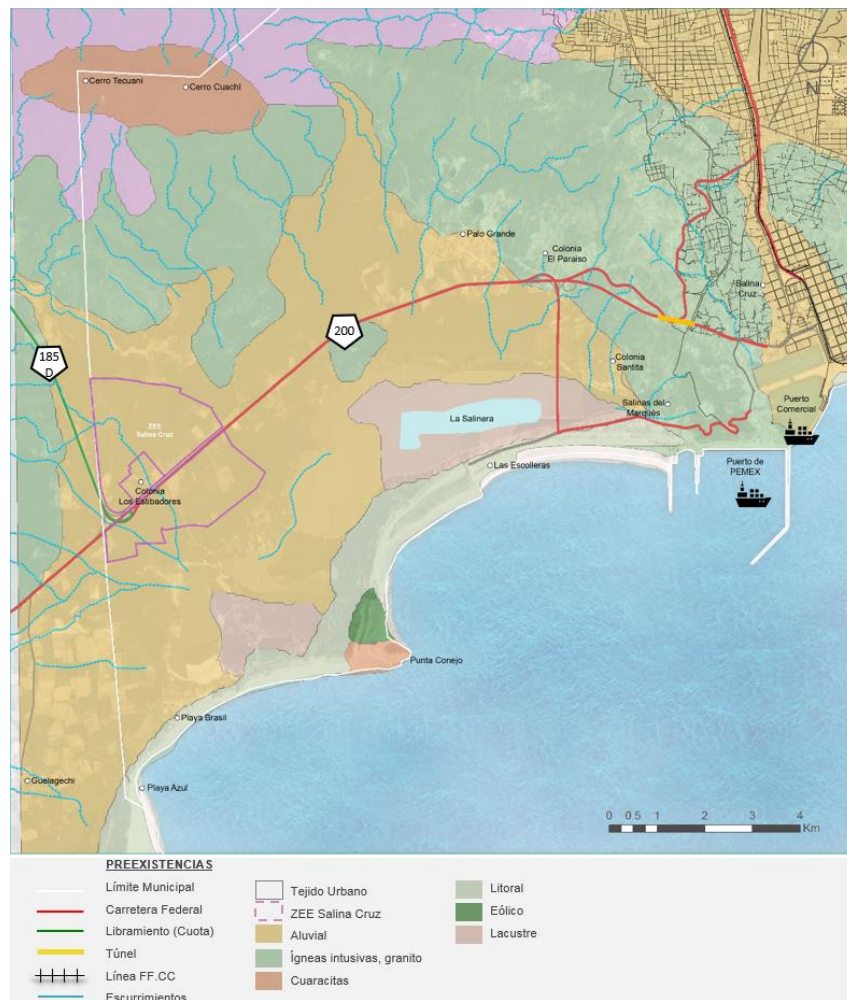 Cerro Tecuani
Cerro Cuachl
N
Palo Grande
Colonia
El Paraiso
Salina
Cruz
200
185
D
Colonia
Santita
ZEE
Salina Cruz
Salinas del
Marqués
Puerto
Comercial
La Salinera
Las Escolleras
Puerto de
PEMEX
Colonia
Los Estibadores
Punta Conejo
Playa Brasil
Guelagechi
Playa Azul
0 0.5 1 2 3 4
Km
PREEXISTENCIAS
Límite Municipal
Carretera Federal
Libramiento (Cuota)
Túnel
Línea FF.CC
Escurrimientos
Tejido Urbano
ZEE Salina Cruz
Aluvial
Ígneas intusivas, granito
Cuaracitas
Litoral
Eólico
Lacustre